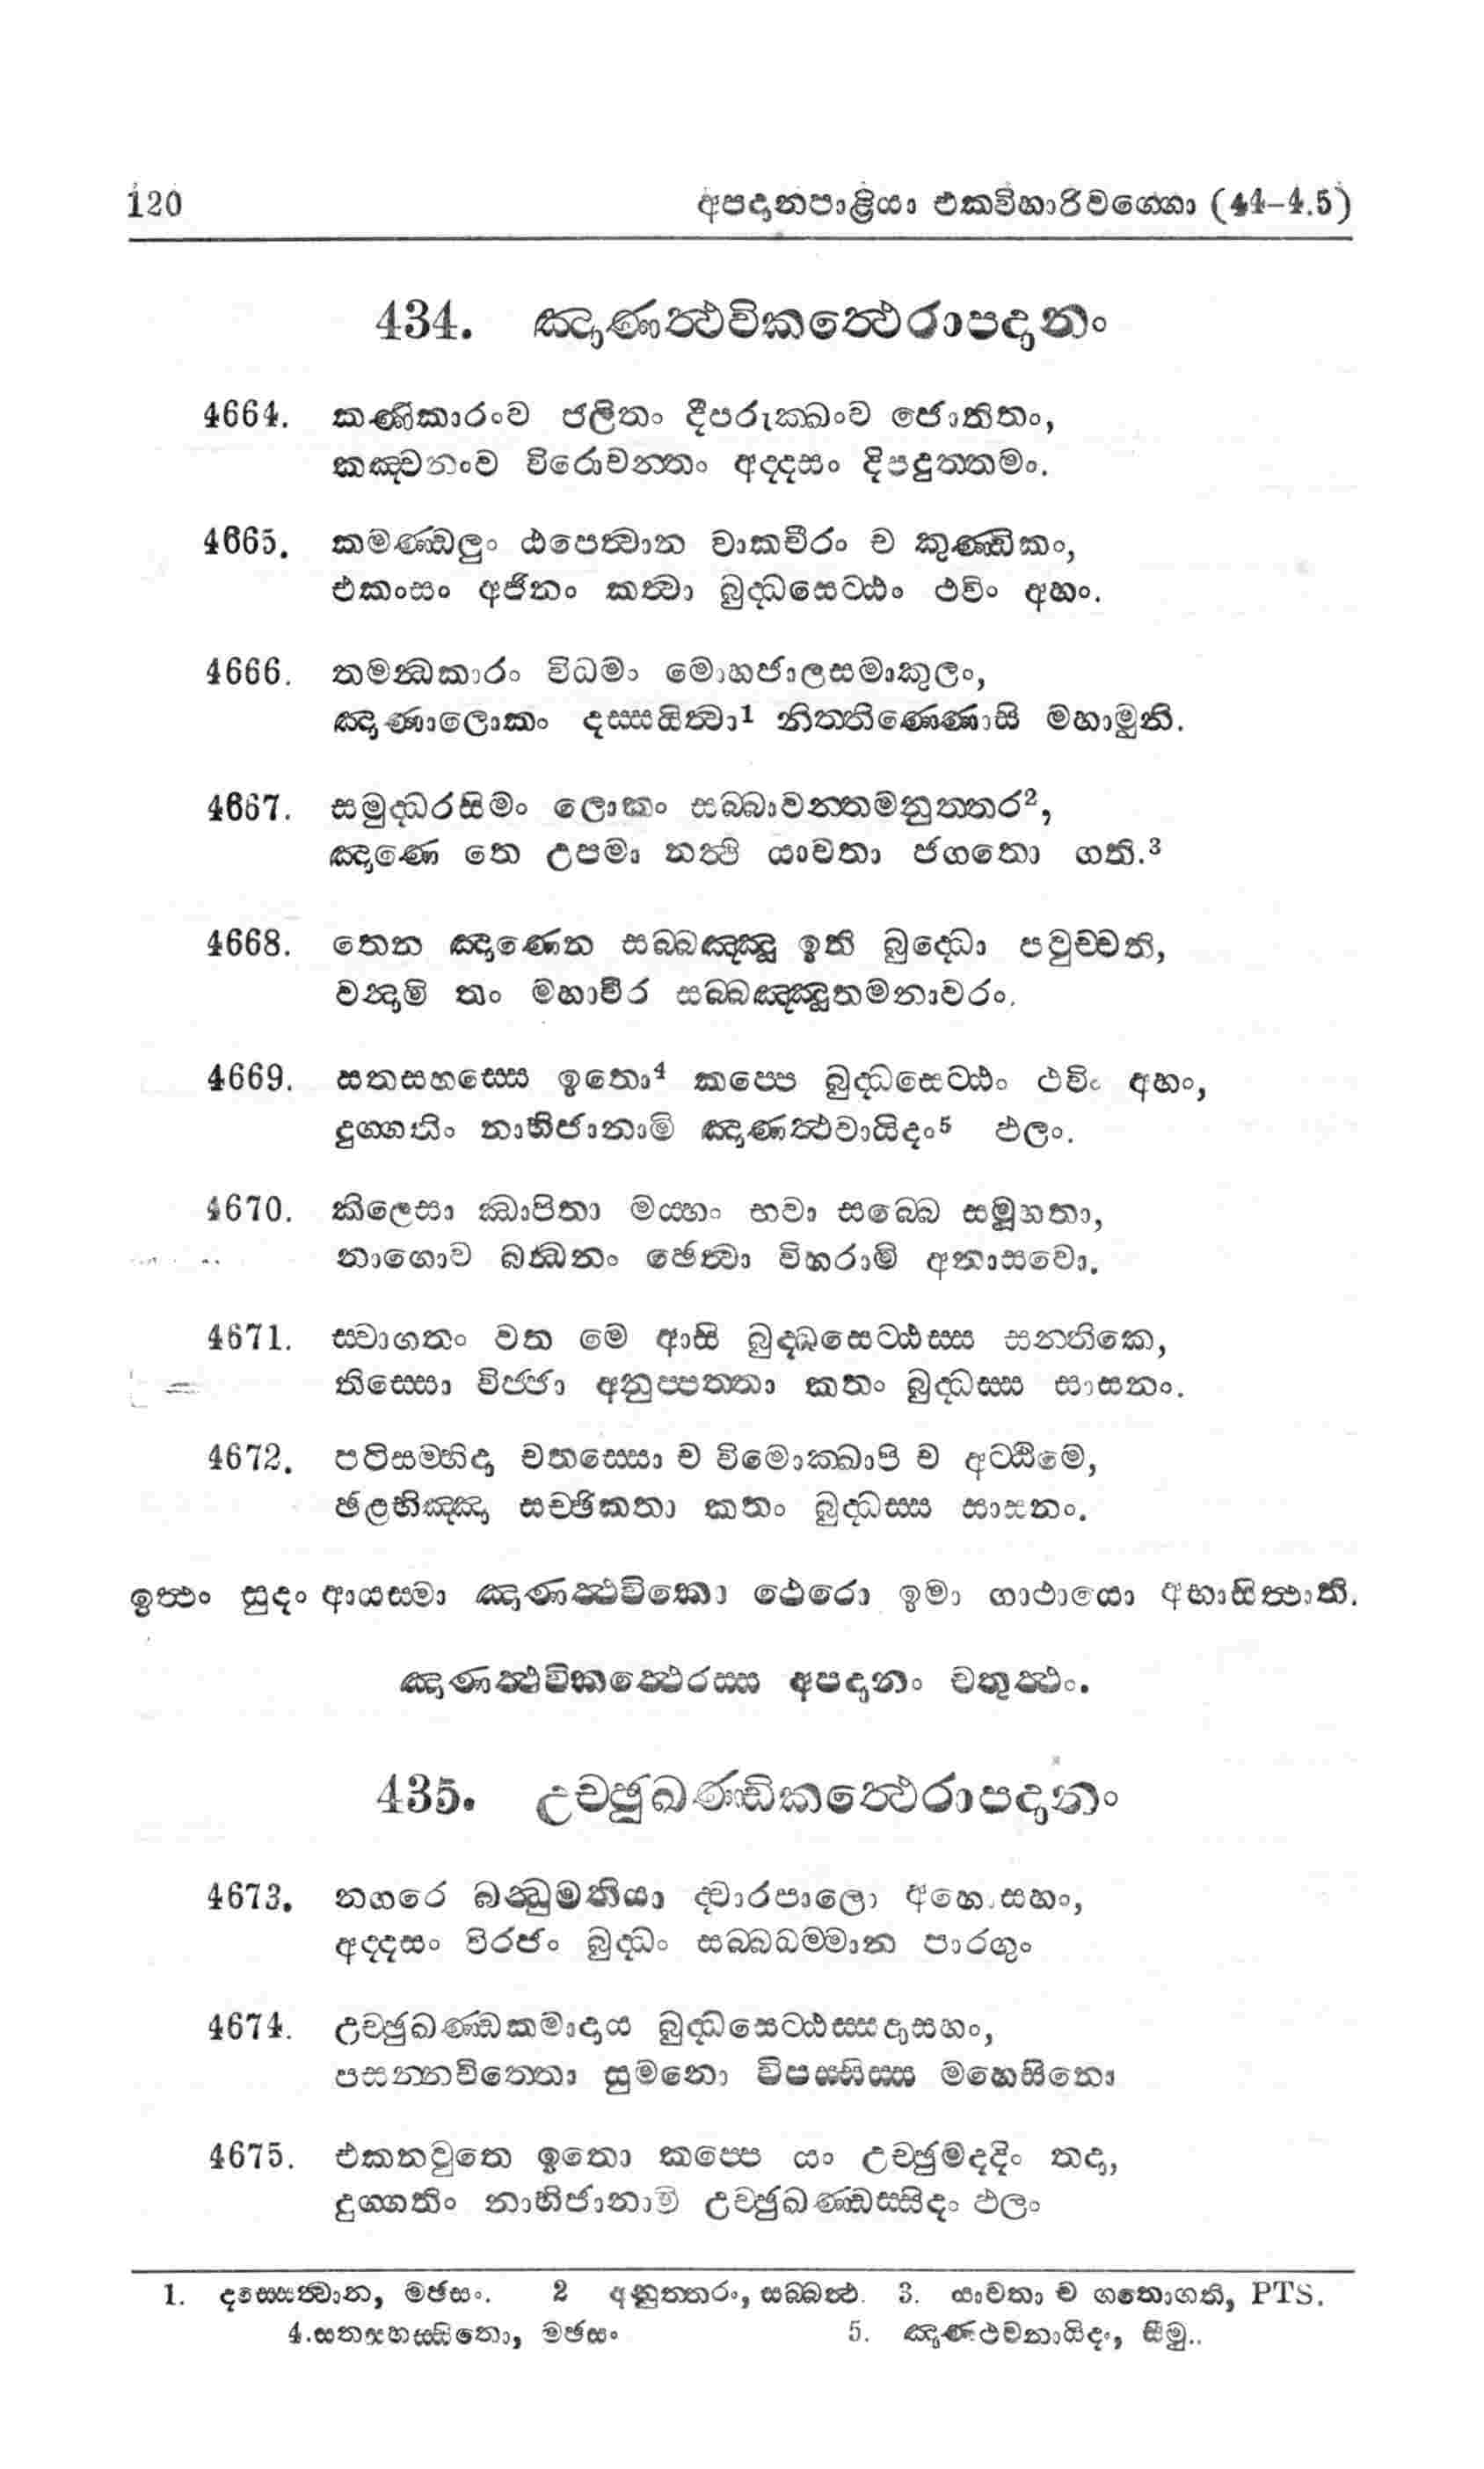 120 අපදානපාළියා එකවිහාරිවග්ගො (44-4.5)
434. ඤාණත්ථවිකත්ථෙරාපදානං
4664. කණිකාරංව ජලිතං දීපරුක්ඛංව ජොතිතං,
කඤ්චනංව විරොචන්තං අද්දසං දිපදුත්තමං.
4665. කමණ්ඩලුං ඨපෙත්වාන වාකචීරං ච කුණ්ඩිකං,
එකංසං අජිනං කත්වා බුද්ධසෙට්ඨං ථවිං අහං.
4666. තමන්ධකාරං විධමං මොහජාලසමාකුලං,
ඤාණාලොකං දස්සයිත්වා1 නිත්තිණ්ණොසි මහාමුනි.
4667. සමුද්ධරසිමං ලොකං සබ්බාවන්තමනුත්තර2,
ඤාණෙ තෙ උපමා නත්ථි යාවතා ජගතො ගති.3
4668. තෙන ඤාණෙන සබ්බඤ්ඤූ ඉති බුද්ධො පවුච්චති,
වන්දාමි තං මහාවීර සබ්බඤ්ඤුතමනාවරං.
4669. සතසහස්සෙ ඉතො4 කප්පෙ බුද්ධසෙට්ඨං ථවිං අහං,
දුග්ගතිං නාභිජානාමි ඤාණත්ථවායිදං5 ඵලං.
4670. කිලෙසා ඣාපිතා මය්හං භවා සබ්බෙ සමූහතා,
නාගොව බන්ධනං ඡෙත්වා විහරාමි අනාසවො.
4671. ස්වාගතං වත මෙ ආසි බුද්ධසෙට්ඨස්ස සන්තිකෙ,
තිස්සො විජ්ජා අනුප්පත්තා කතං බුද්ධස්ස සාසනං.
4672. පටිසම්භිදා චතස්සො ච විමොක්ඛාපි ච අට්ඨිමෙ,
ඡළභිඤ්ඤා සච්ඡිකතා කතං බුද්ධස්ස සාසනං.
ඉත්ථං සුදං ආයස්මා ඤාණත්ථවිකො ථෙරො ඉමා ගාථායො අභාසිත්ථාති.
ඤාණත්ථවිකත්ථෙරස්ස අපදානං චතුත්ථං.
435. උච්ඡුඛණ්ඩිකත්ථෙරාපදානං
4673. නගරෙ බන්ධුමතියා ද්වාරපාලො අහොසහං,
අද්දසං විරජං බුද්ධං සබ්බධම්මාන පාරගුං
4674. උච්ඡුඛණ්ඩකමාදාය බුද්ධසෙට්ඨස්සදාසහං,
පසන්නචිත්තො සුමනො විපස්සිස්ස මහෙසිනො
4675. එකනවුතෙ ඉතො කප්පෙ යං උච්ඡුමදදිං තදා,
දුග්ගතිං නාභිජානාමි උච්ඡුඛණ්ඩස්සිදං ඵලං
1. දස්සෙත්වාන, මඡසං. 2 අනුත්තරං, සබ්බත්ථ. 3. යාවතා ච ගතොගති, PTS.
4.සතසහස්සිතො, මඡසං 5. ඤාණථවනායිදං, සීමු..